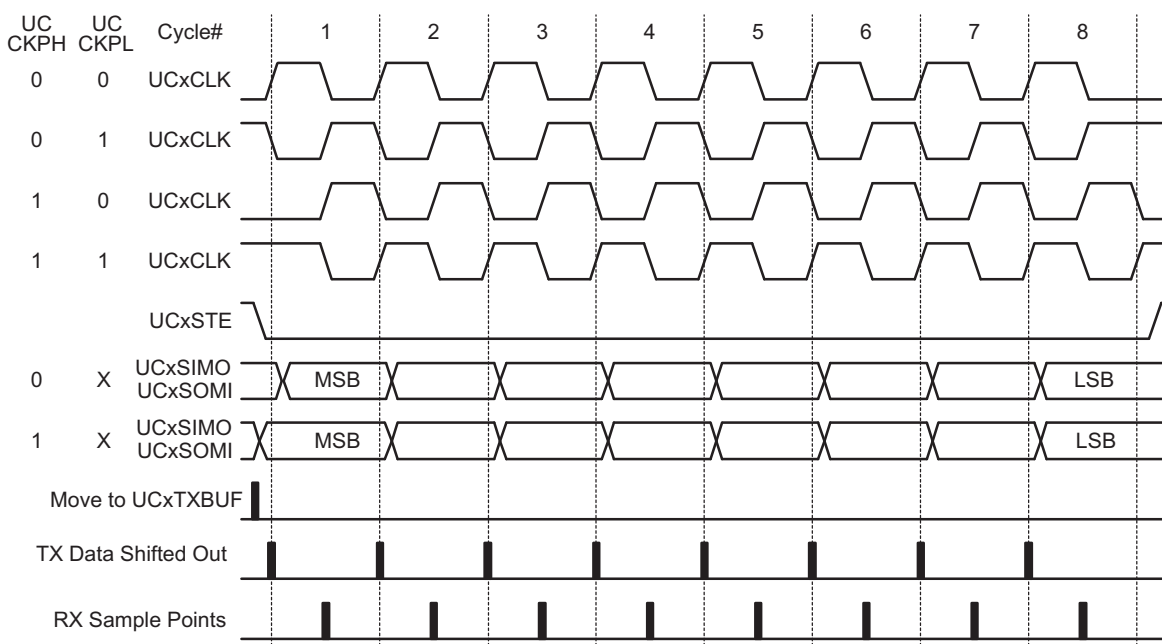 UC CKPH UC CKPL Cycle# 1 2 3 4 5 6 7 8
0 0 UCxCLK
0 1 UCxCLK
1 0 UCxCLK
1 1 UCxCLK
UCxSTE
0 X UCxSIMO UCxSOMI MSB LSB
1 X UCxSIMO UCxSOMI MSB LSB
Move to UCxTXBUF
TX Data Shifted Out
RX Sample Points